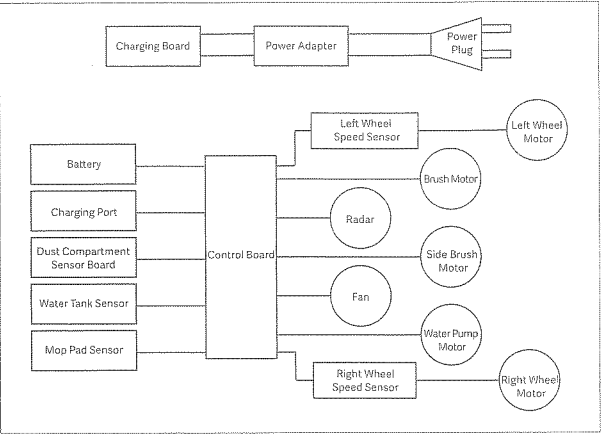 Charging Board
Power Adapter
Power
Plug
Left Wheel
Speed Sensor
Left Wheel
Motor
Battery
Brush Motor
Charging Port
Radar
Dust Compartment
Sensor Board
Control Board
Side Brush
Motor
Water Tank Sensor
Fan
Water Pump
Motor
Mop Pad Sensor
Right Wheel
Speed Sensor
Right Wheel
Motor